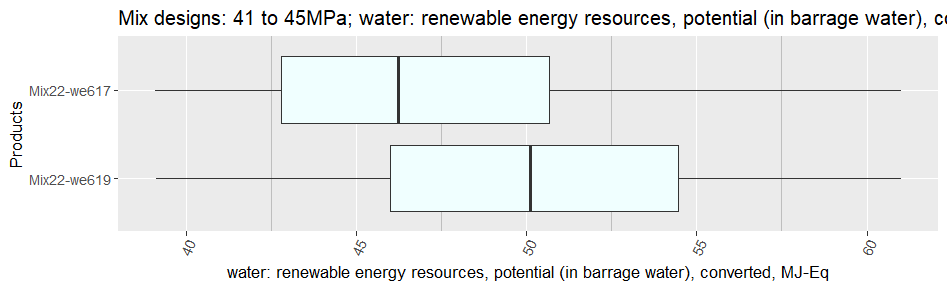 Mix designs: 41 to 45MPa; water: renewable energy resources, potential (in barrage water), co
Products
Mix22-we617
Mix22-we619
40
45
50
55
60
water: renewable energy resources, potential (in barrage water), converted, MJ-Eq